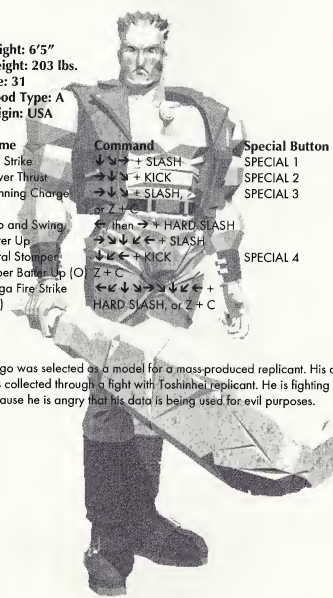 ight: 6'5"
eight: 203 lbs.
e: 31
ood Type: A
igin: USA
me Command Special Button
Strike ↓↘→ + SLASH SPECIAL 1
ver Thrust →↓↘ + KICK SPECIAL 2
nning Charge →↓↘ + SLASH, SPECIAL 3
or Z + C
p and Swing ←, then → + HARD SLASH
er Up →↘↓↙← + SLASH
ral Stomper ↓↙← + KICK SPECIAL 4
per Batter Up (O) Z + C
ga Fire Strike ←↙↓↘→↘↓↙← +
) HARD SLASH, or Z + C
go was selected as a model for a mass-produced replicant. His d
s collected through a fight with Toshinhei replicant. He is fighting
ause he is angry that his data is being used for evil purposes.